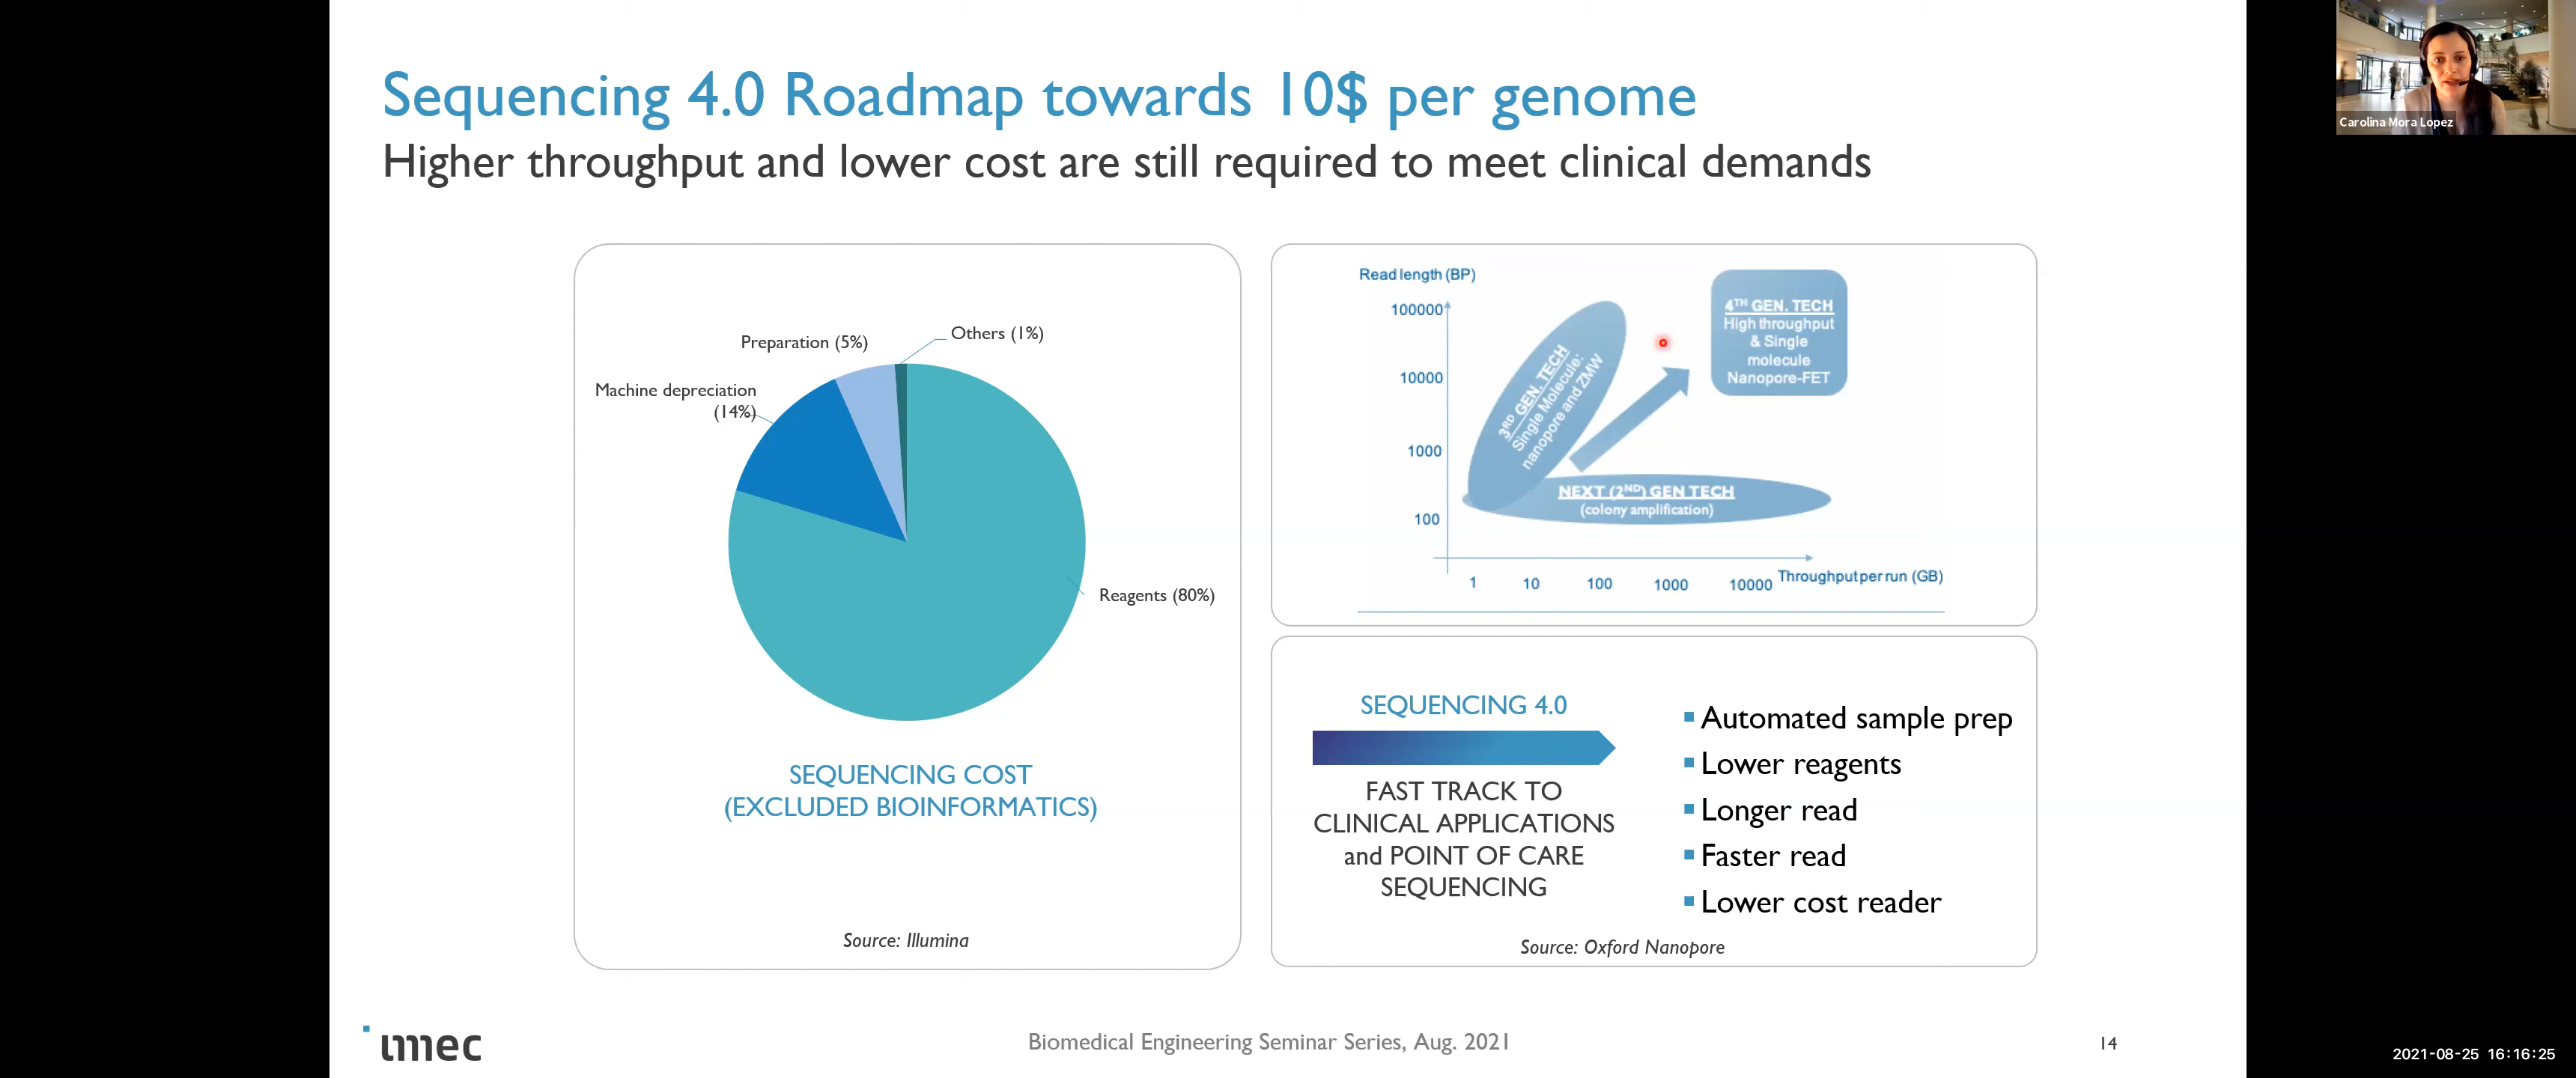 Sequencing 4.0 Roadmap towards 10$ per genome
Higher throughput and lower cost are still required to meet clinical demands
Carolina Mora Lopez
Preparation (5%)
Others (1%)
Machine depreciation
(14%)
Reagents (80%)
SEQUENCING COST
(EXCLUDED BIOINFORMATICS)
Source: Illumina
Read length (BP)
100000
10000
1000
100
1 10 100 1000 10000
Throughput per run (GB)
3RD GEN. TECH
Single Molecule:
nanopore and ZMW
4TH GEN. TECH
High throughput
& Single
molecule
Nanopore-FET
NEXT (2ND) GEN TECH
(colony amplification)
SEQUENCING 4.0
FAST TRACK TO
CLINICAL APPLICATIONS
and POINT OF CARE
SEQUENCING
Automated sample prep
Lower reagents
Longer read
Faster read
Lower cost reader
Source: Oxford Nanopore
imec
Biomedical Engineering Seminar Series, Aug. 2021
14
2021-08-25 16:16:25